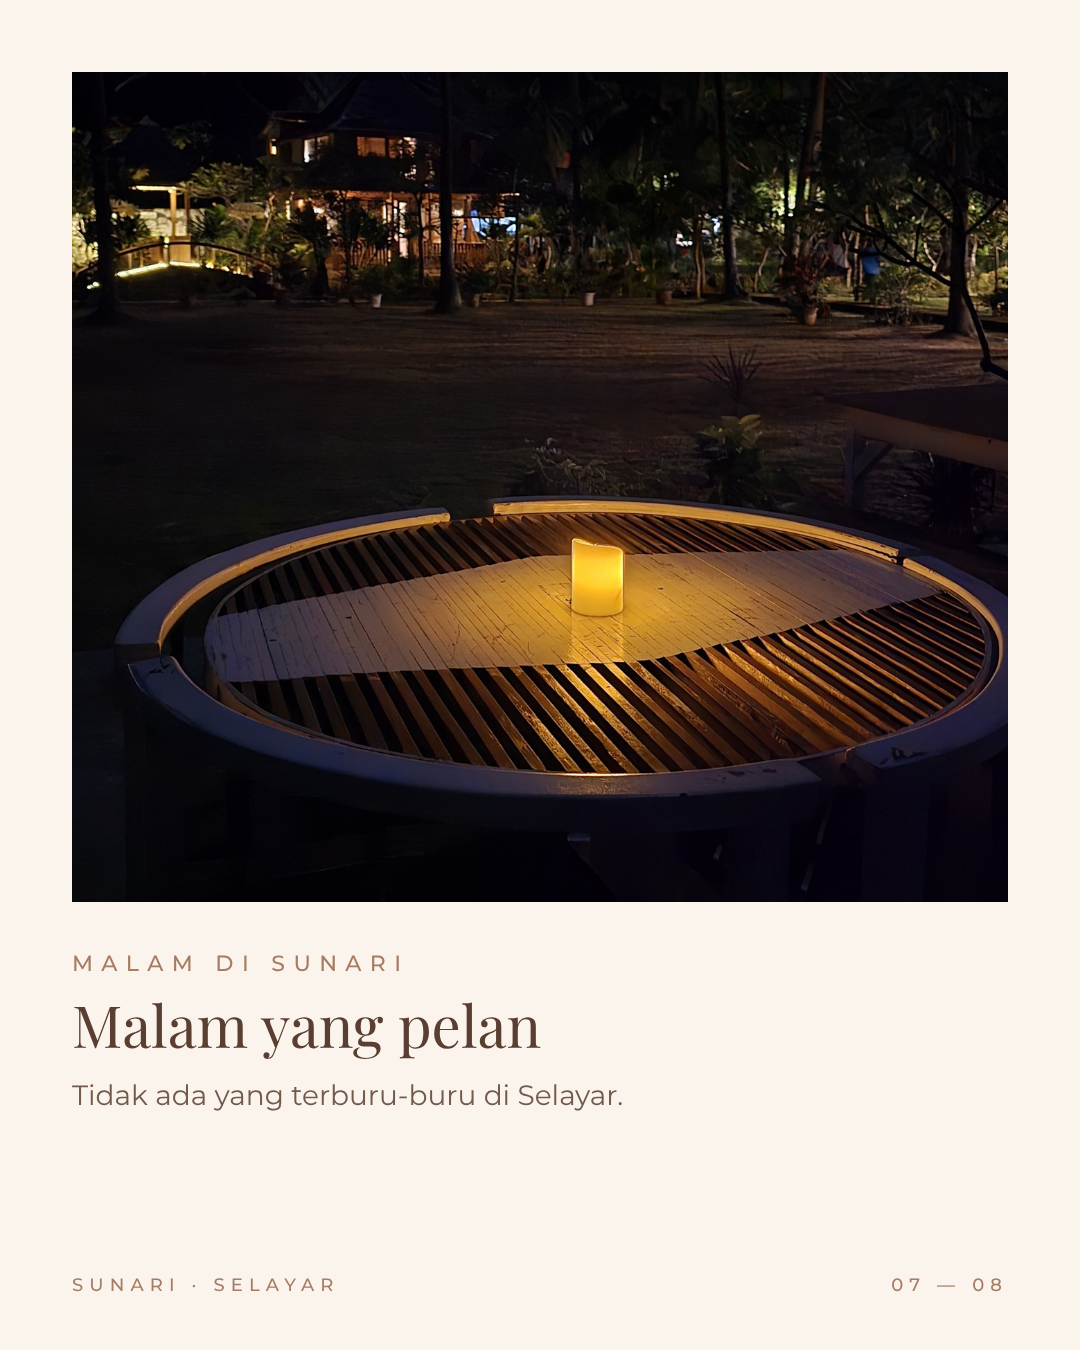 MALAM DI SUNARI
Malam yang pelan
Tidak ada yang terburu-buru di Selayar.
SUNARI · SELAYAR
07 — 08